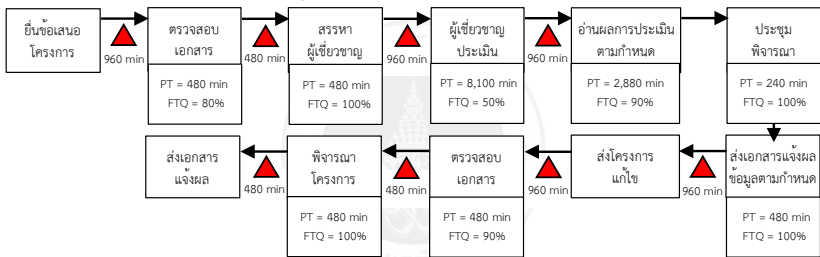 ยื่นข้อเสนอ
โครงการ
960 min
ตรวจสอบ
เอกสาร
PT = 480 min
FTQ = 80%
480 min
สรรหา
ผู้เชี่ยวชาญ
PT = 480 min
FTQ = 100%
960 min
ผู้เชี่ยวชาญ
ประเมิน
PT = 8,100 min
FTQ = 50%
960 min
อ่านผลการประเมิน
ตามกำหนด
PT = 2,880 min
FTQ = 90%
ประชุม
พิจารณา
PT = 240 min
FTQ = 100%
ส่งเอกสารแจ้งผล
ข้อมูลตามกำหนด
PT = 480 min
FTQ = 100%
960 min
ส่งโครงการ
แก้ไข
960 min
ตรวจสอบ
เอกสาร
PT = 480 min
FTQ = 90%
480 min
พิจารณา
โครงการ
PT = 480 min
FTQ = 100%
480 min
ส่งเอกสาร
แจ้งผล